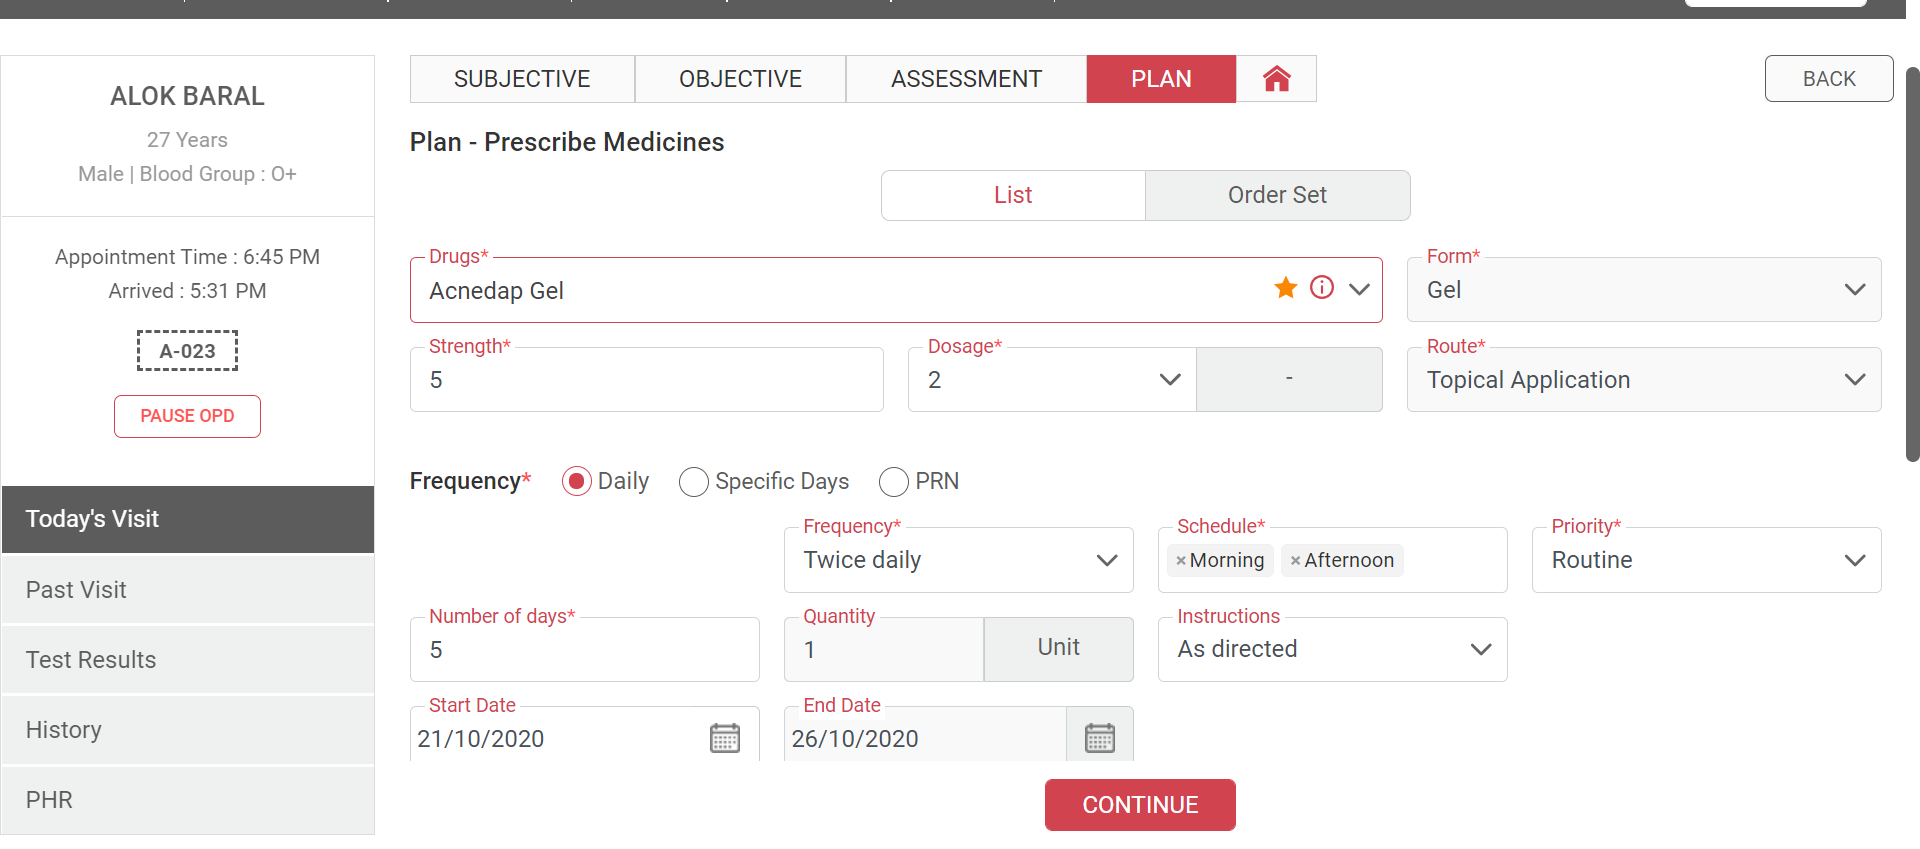 SUBJECTIVE OBJECTIVE ASSESSMENT PLAN BACK
ALOK BARAL
27 Years
Male | Blood Group : O+
Appointment Time : 6:45 PM
Arrived : 5:31 PM
A-023
PAUSE OPD
Today's Visit
Past Visit
Test Results
History
PHR
Plan - Prescribe Medicines
List Order Set
Drugs* Form*
Acnedap Gel Gel
Strength* Dosage* Route*
5 2 - Topical Application
Frequency* Daily Specific Days PRN
Frequency* Schedule* Priority*
Twice daily × Morning × Afternoon Routine
Number of days* Quantity Instructions
5 1 Unit As directed
Start Date End Date
21/10/2020 26/10/2020
CONTINUE